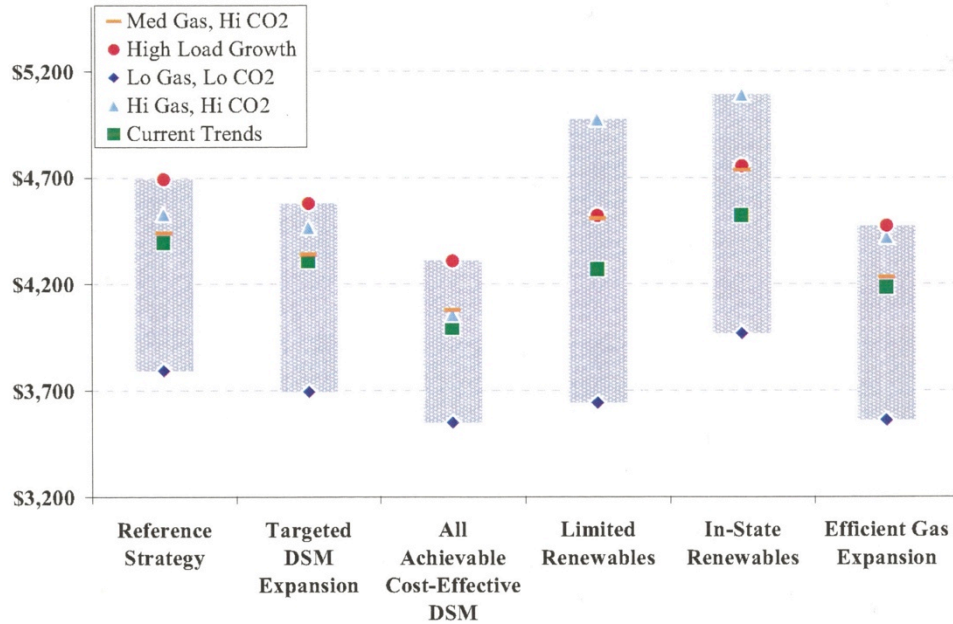 Med Gas, Hi CO2
High Load Growth
Lo Gas, Lo CO2
Hi Gas, Hi CO2
Current Trends
$5,200
$4,700
$4,200
$3,700
$3,200
Reference
Strategy
Targeted
DSM
Expansion
All
Achievable
Cost-Effective
DSM
Limited
Renewables
In-State
Renewables
Efficient Gas
Expansion